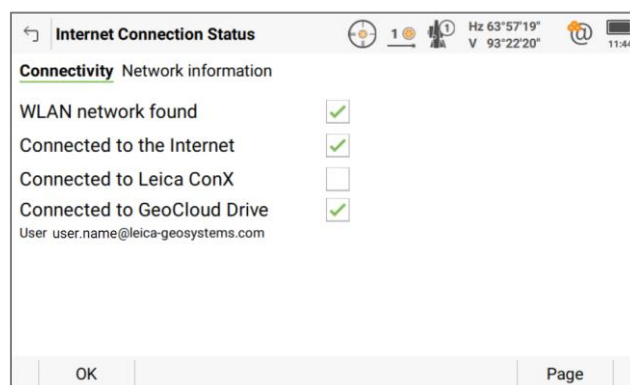 Internet Connection Status
1
1
Hz 63°57'19"
V 93°22'20"
11:44
Connectivity Network information
WLAN network found
Connected to the Internet
Connected to Leica ConX
Connected to GeoCloud Drive
User user.name@leica-geosystems.com
OK Page